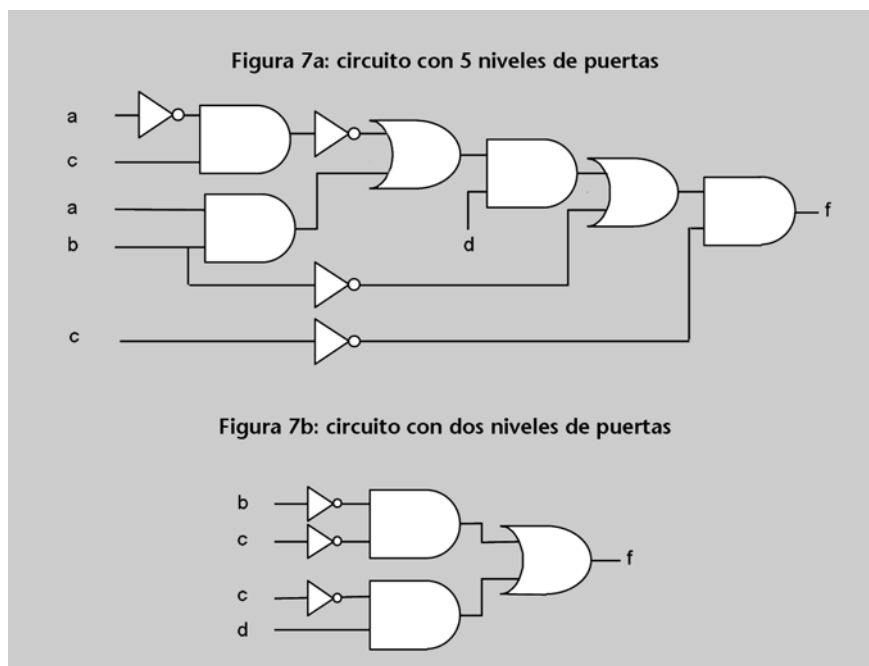 Figura 7a: circuito con 5 niveles de puertas
a
c
a
b
d
f
c
Figura 7b: circuito con dos niveles de puertas
b
c
f
c
d